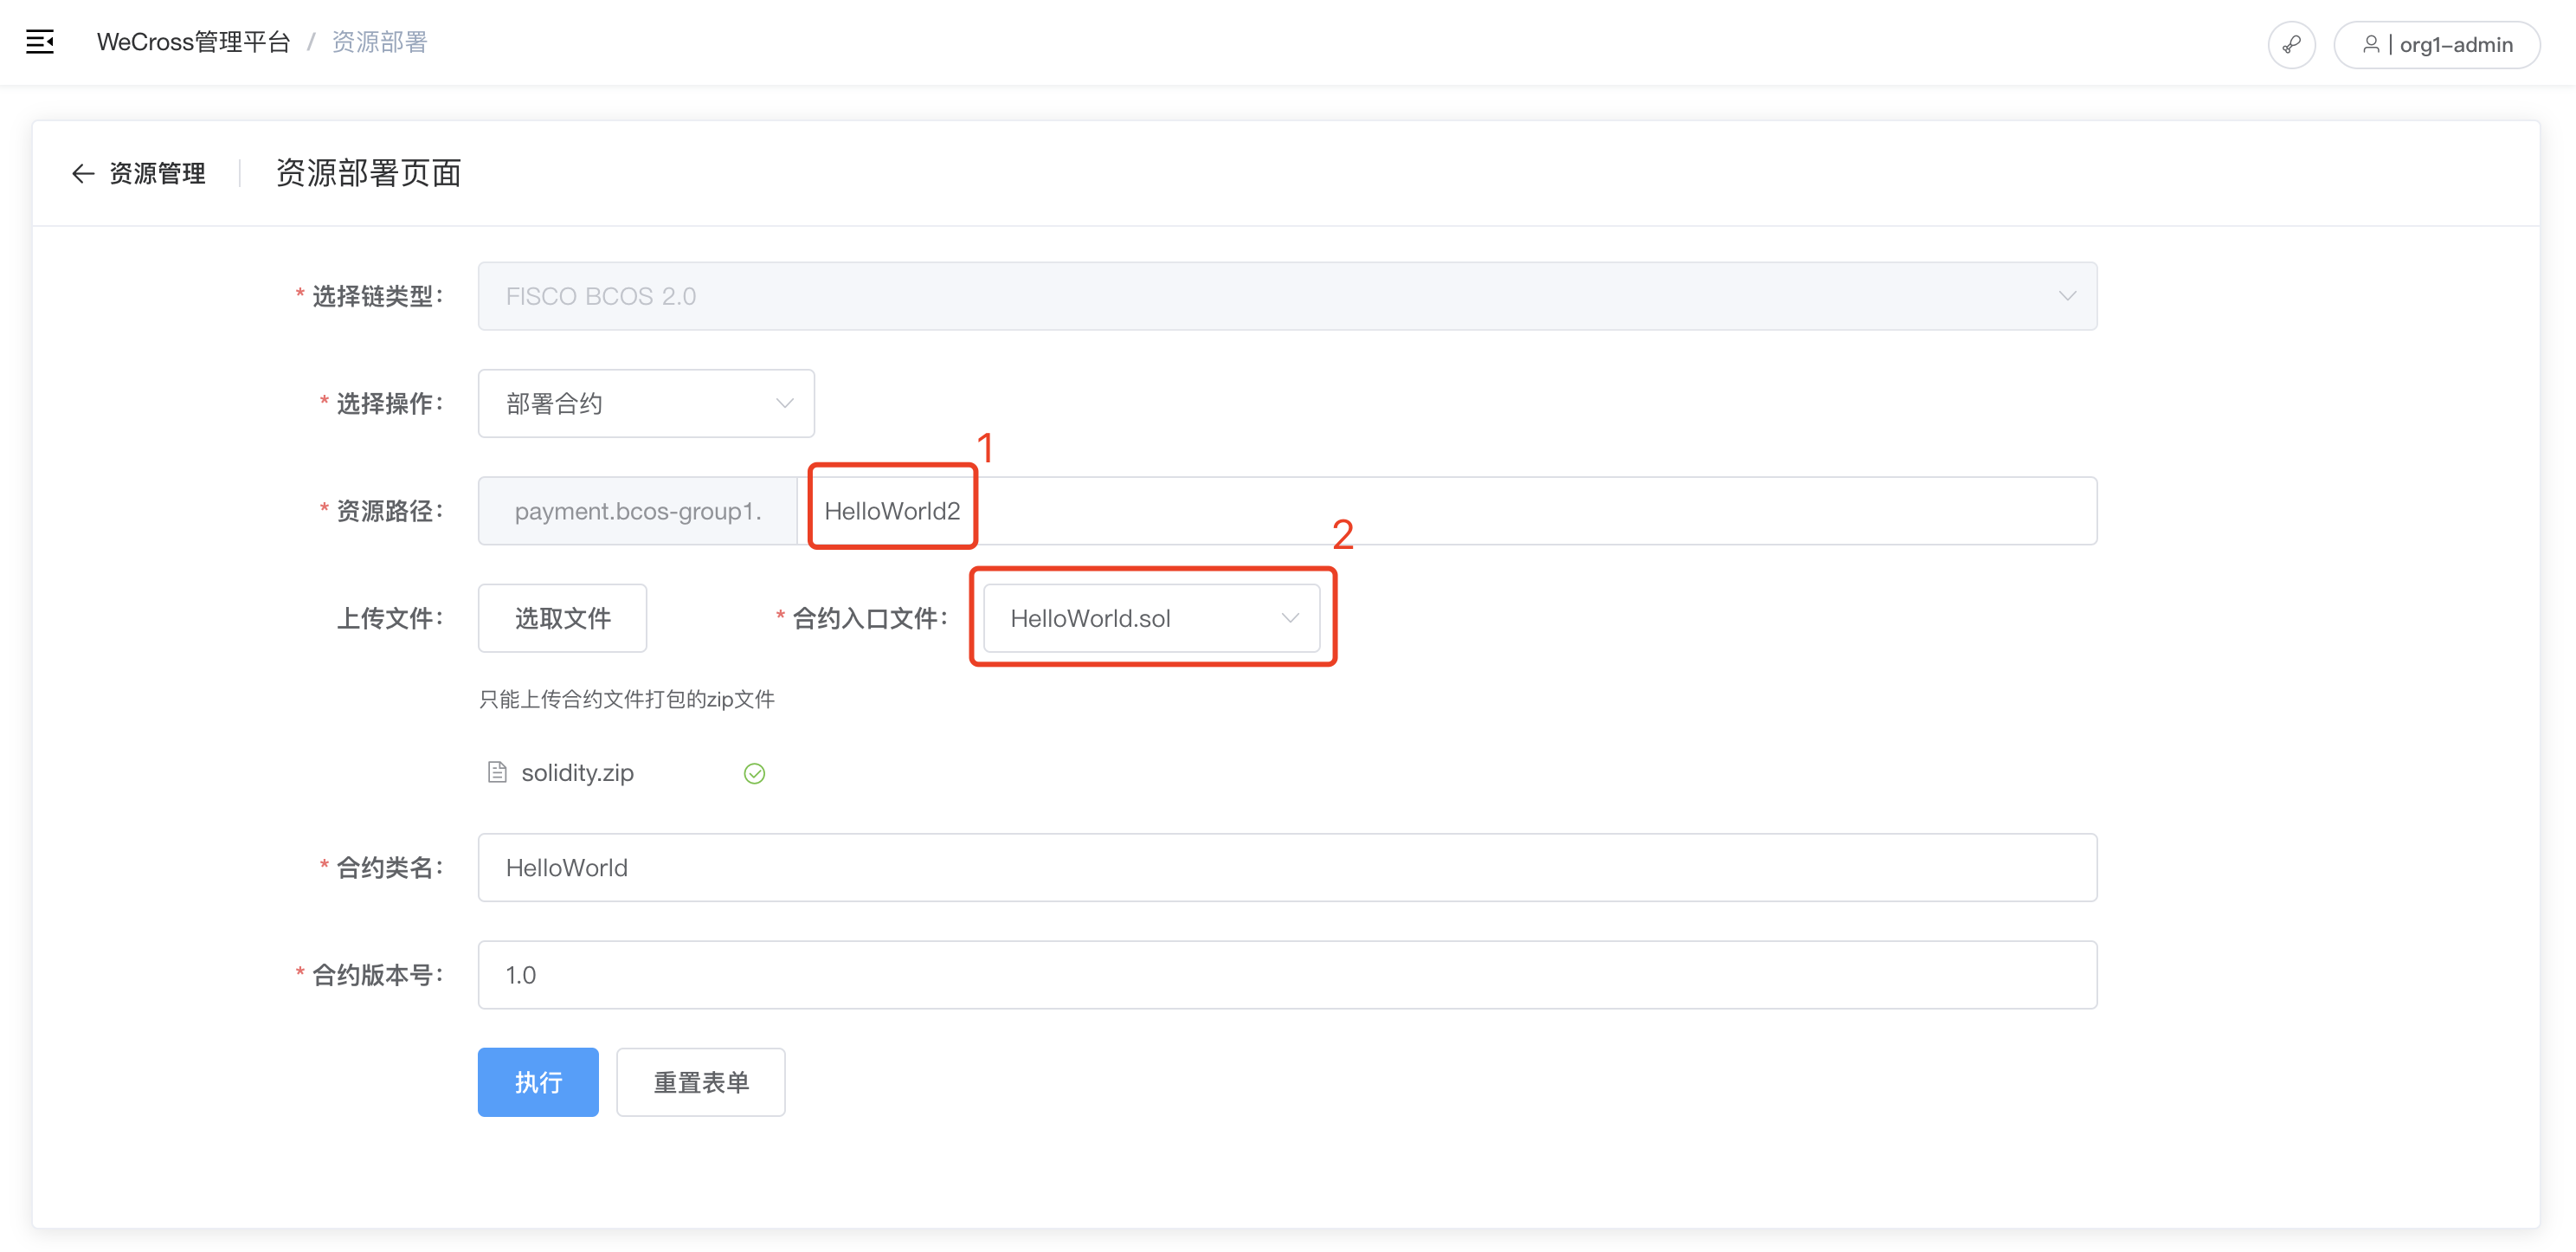 WeCross管理平台 / 资源部署
org1-admin
资源管理 资源部署页面
* 选择链类型: FISCO BCOS 2.0
* 选择操作: 部署合约
1
* 资源路径: payment.bcos-group1. HelloWorld2
2
上传文件: 选取文件 * 合约入口文件: HelloWorld.sol
只能上传合约文件打包的zip文件
solidity.zip
* 合约类名: HelloWorld
* 合约版本号: 1.0
执行 重置表单